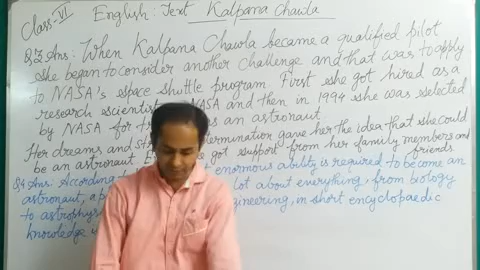 Class-VI English: Text Kalpana Chawla
Q2 Ans: When Kalpana Chawla became a qualified pilot
she began to consider another challenge and that was to apply
to NASA's space shuttle program. First she got hired as a
research scientist NASA and then in 1994 she was selected
by NASA for as an astronaut.
Her dreams and determination gave her the idea that she could
be an astronaut. got support from her family members and
friends.
Q4 Ans: According enormous ability is required to become an
astronaut, a lot about everything, from biology
to astrophys engineering, in short encyclopaedic
knowledge